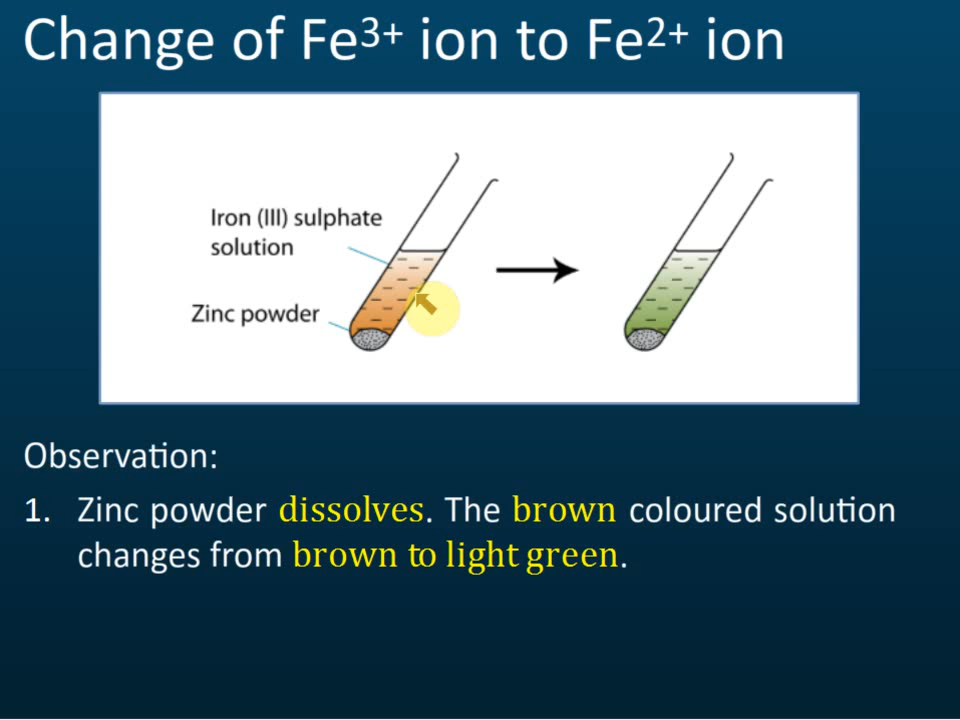 Change of Fe3+ ion to Fe2+ ion
Iron (III) sulphate
solution
Zinc powder
Observation:
1. Zinc powder dissolves. The brown coloured solution
changes from brown to light green.